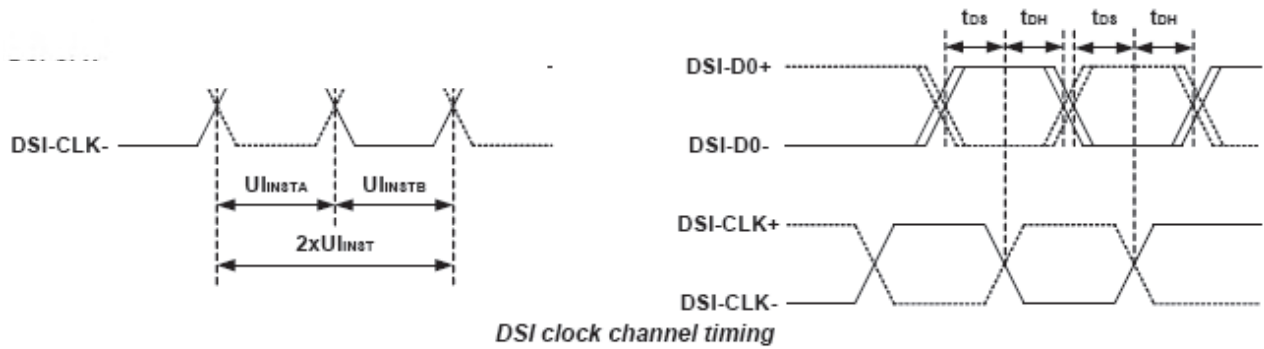 tDS tDH tDS tDH
DSI-D0+
DSI-CLK-
DSI-D0-
UIINSTA UIINSTB
DSI-CLK+
2xUIINST
DSI-CLK-
DSI clock channel timing